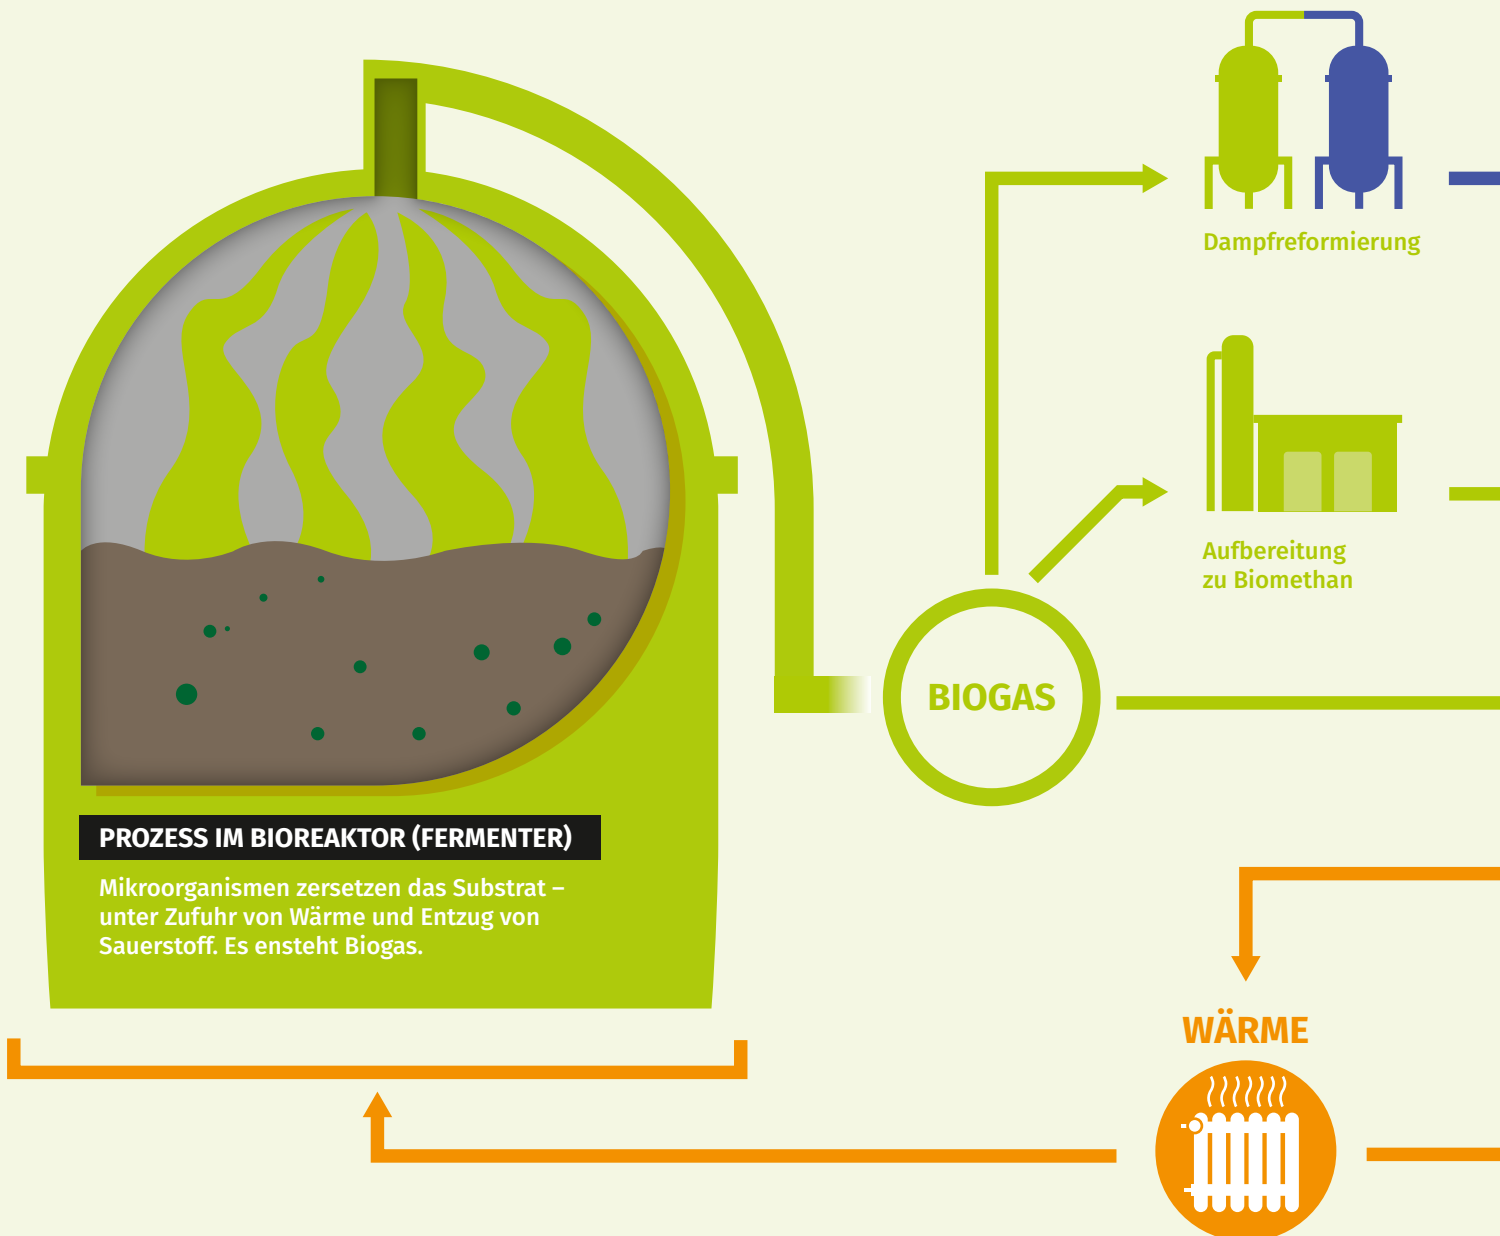 Dampfreformierung
Aufbereitung
zu Biomethan
BIOGAS
PROZESS IM BIOREAKTOR (FERMENTER)
Mikroorganismen zersetzen das Substrat –
unter Zufuhr von Wärme und Entzug von
Sauerstoff. Es ensteht Biogas.
WÄRME